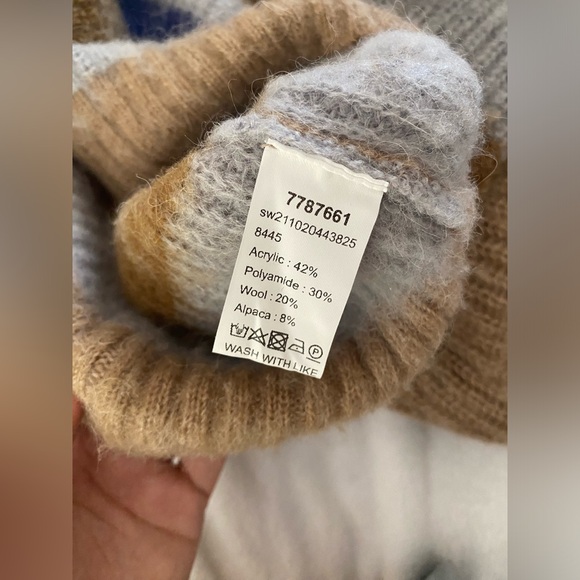 7787661
sw211020443825
8445
Acrylic : 42%
Polyamide : 30%
Wool : 20%
Alpaca : 8%
P
WASH WITH LIKE